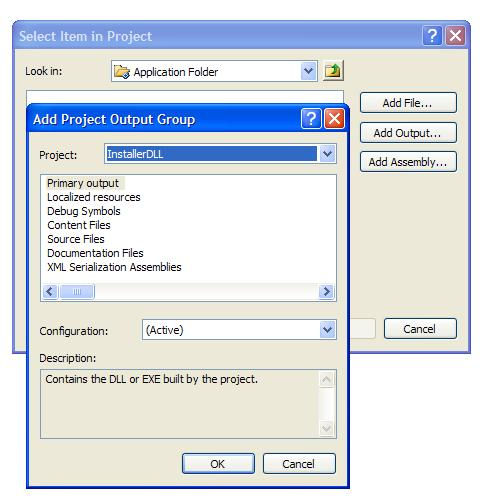 Select Item in Project
Look in: Application Folder
Add File...
Add Output...
Add Assembly...
Cancel
Add Project Output Group
Project: InstallerDLL
Primary output
Localized resources
Debug Symbols
Content Files
Source Files
Documentation Files
XML Serialization Assemblies
Configuration: (Active)
Description:
Contains the DLL or EXE built by the project.
OK Cancel